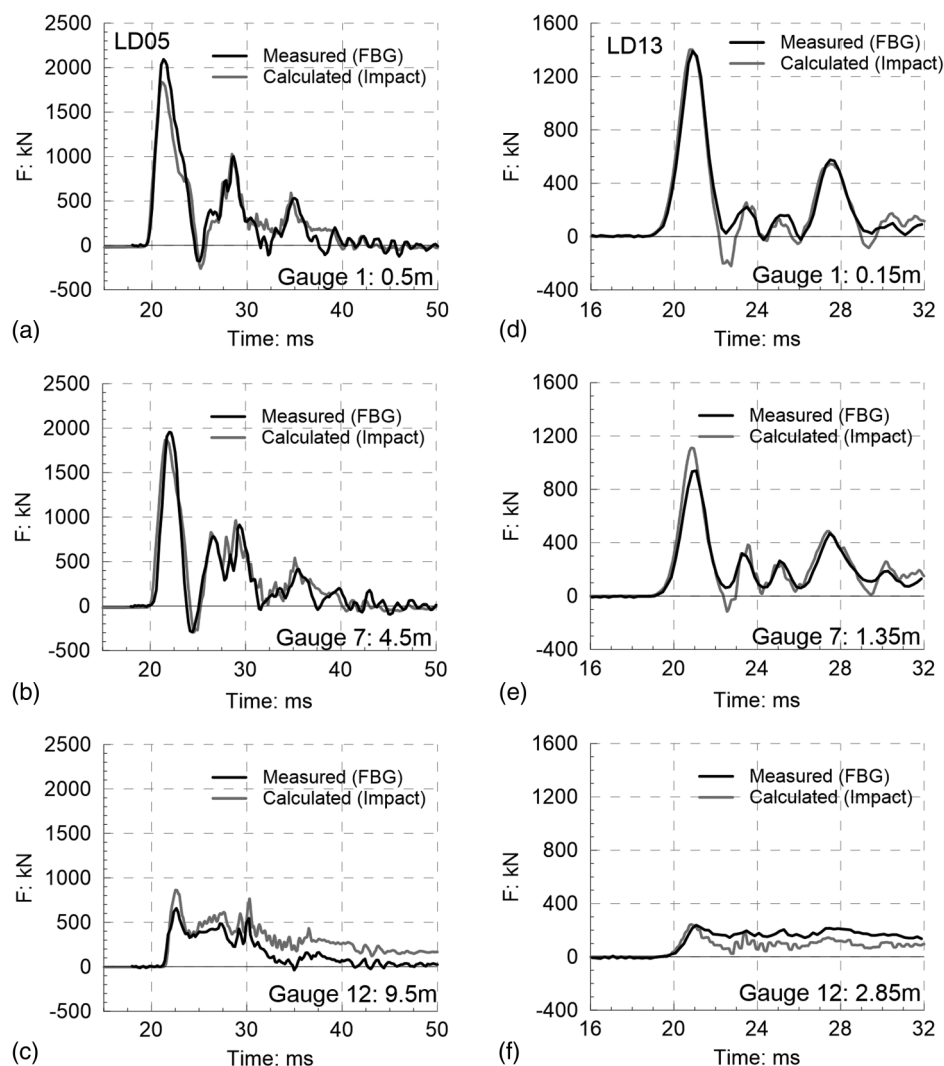 LD05
Measured (FBG)
Calculated (Impact)
2500
2000
1500
1000
500
0
-500
F: kN
Gauge 1: 0.5m
20 30 40 50
Time: ms
(a)
LD13
Measured (FBG)
Calculated (Impact)
1600
1200
800
400
0
-400
F: kN
Gauge 1: 0.15m
16 20 24 28 32
Time: ms
(d)
Measured (FBG)
Calculated (Impact)
2500
2000
1500
1000
500
0
-500
F: kN
Gauge 7: 4.5m
20 30 40 50
Time: ms
(b)
Measured (FBG)
Calculated (Impact)
1600
1200
800
400
0
-400
F: kN
Gauge 7: 1.35m
16 20 24 28 32
Time: ms
(e)
Measured (FBG)
Calculated (Impact)
2500
2000
1500
1000
500
0
-500
F: kN
Gauge 12: 9.5m
20 30 40 50
Time: ms
(c)
Measured (FBG)
Calculated (Impact)
1600
1200
800
400
0
-400
F: kN
Gauge 12: 2.85m
16 20 24 28 32
Time: ms
(f)